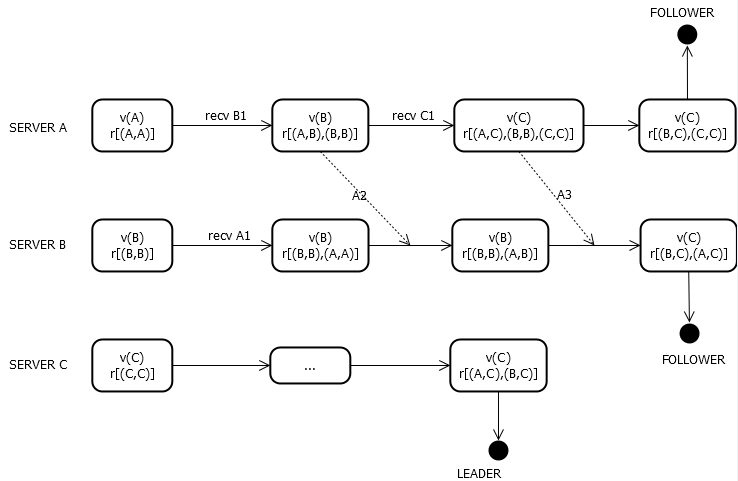 FOLLOWER
SERVER A
v(A)
r[(A,A)]
recv B1
v(B)
r[(A,B),(B,B)]
recv C1
v(C)
r[(A,C),(B,B),(C,C)]
v(C)
r[(B,C),(C,C)]
A2
A3
SERVER B
v(B)
r[(B,B)]
recv A1
v(B)
r[(B,B),(A,A)]
v(B)
r[(B,B),(A,B)]
v(C)
r[(B,C),(A,C)]
FOLLOWER
SERVER C
v(C)
r[(C,C)]
...
v(C)
r[(A,C),(B,C)]
LEADER